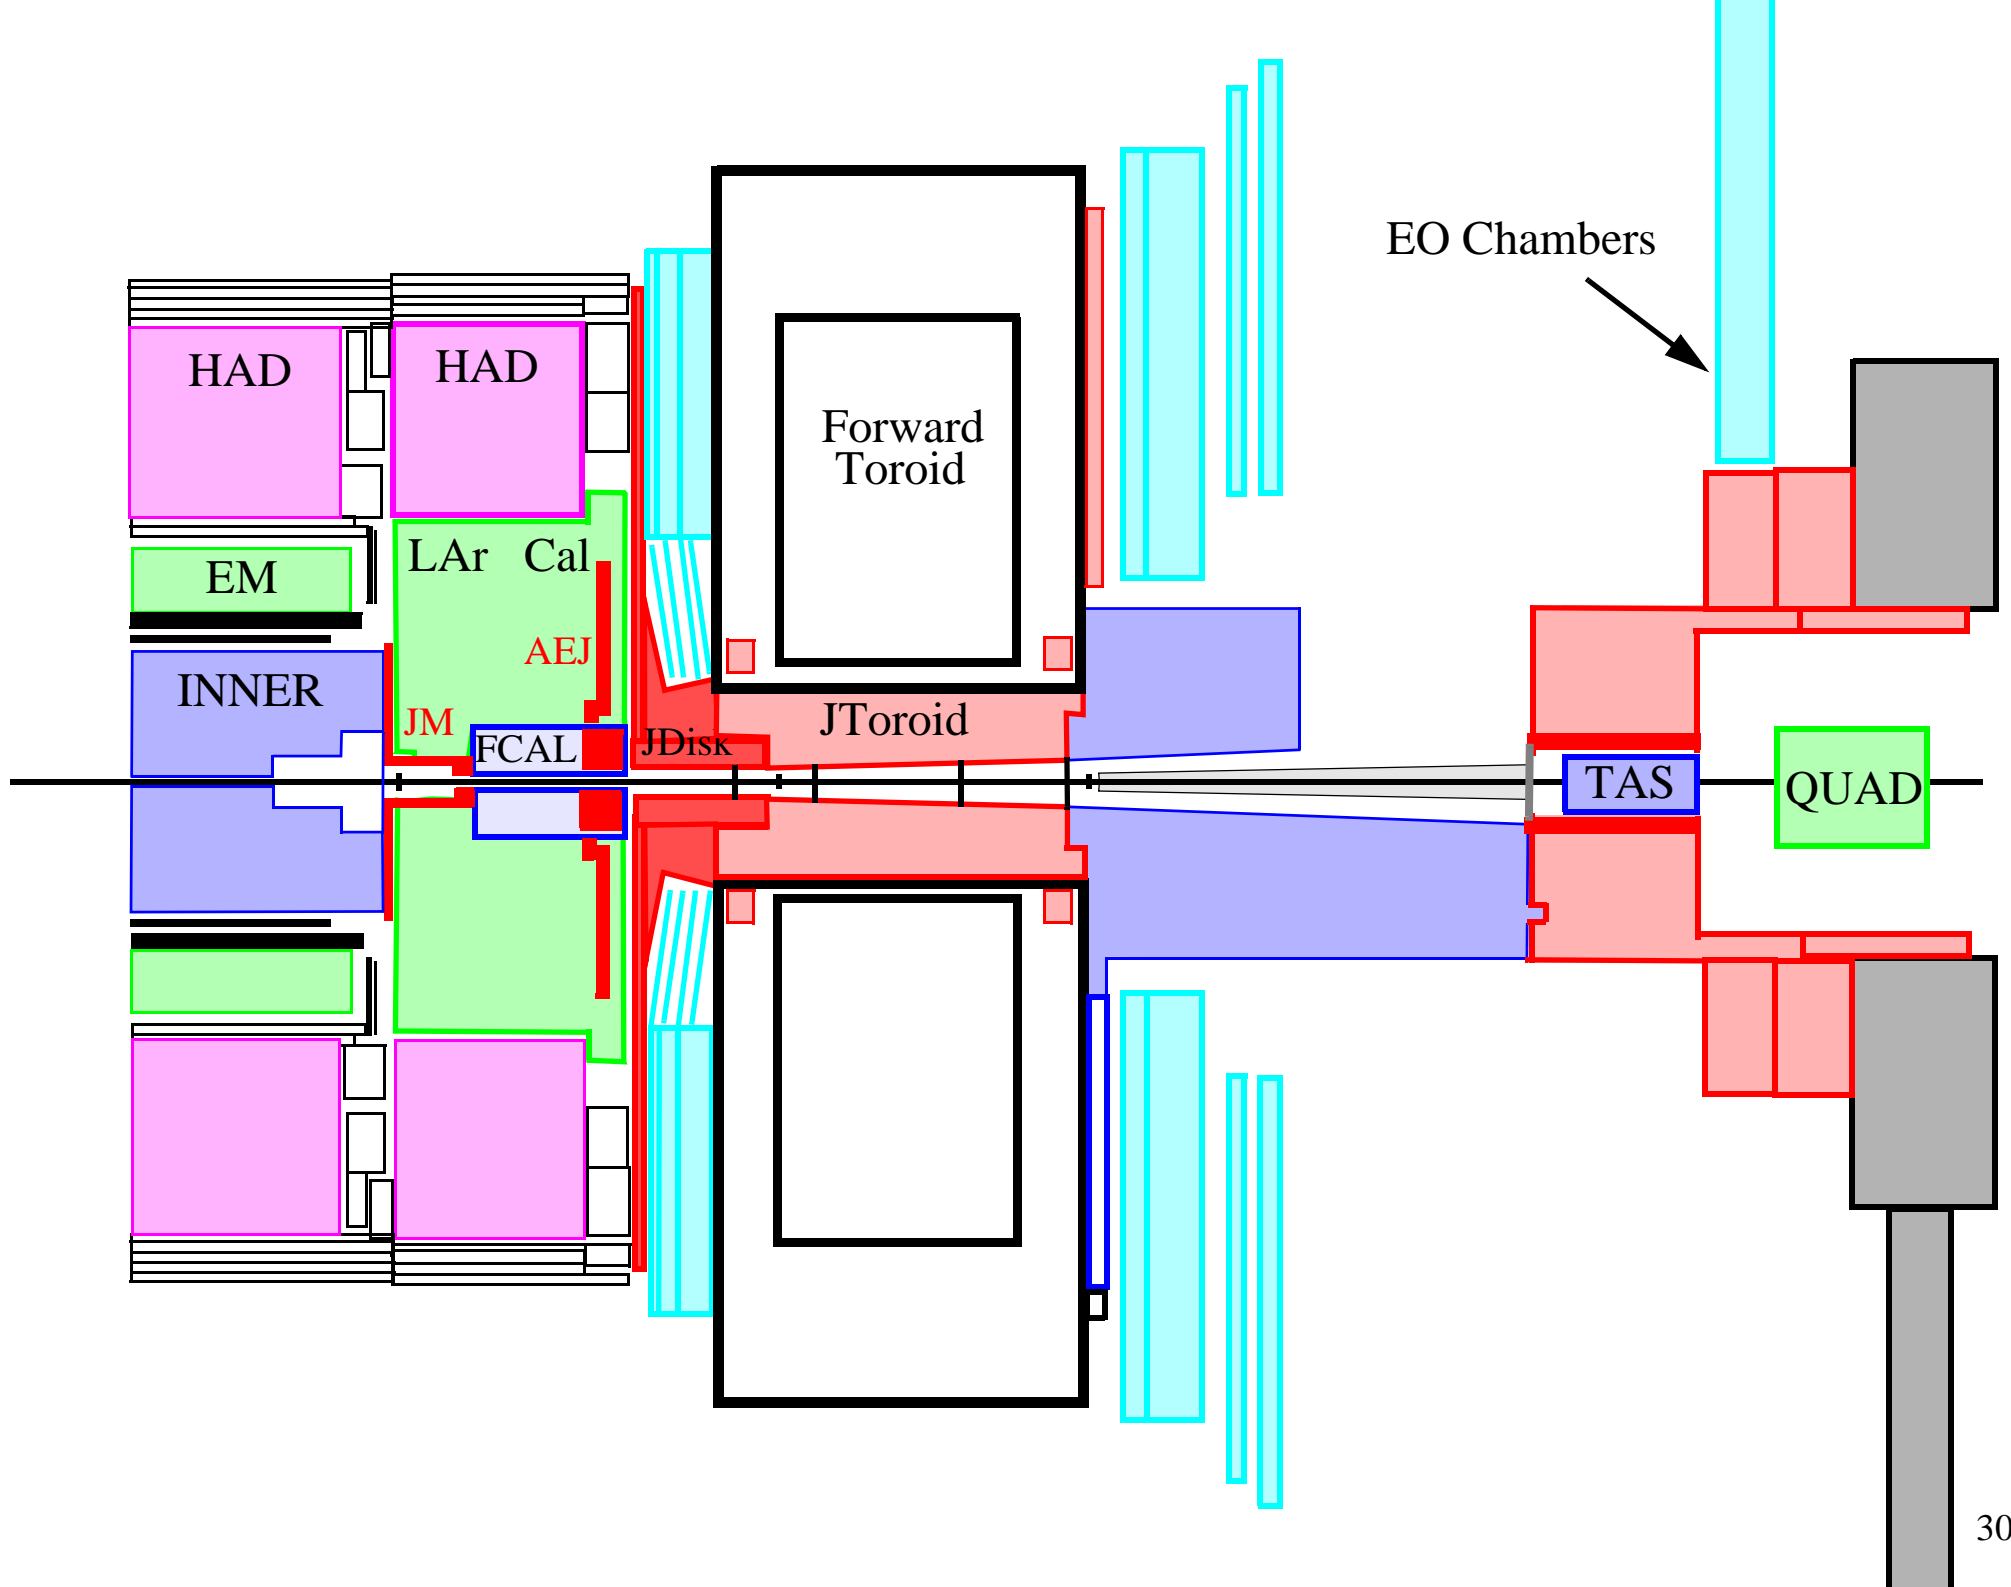 EO Chambers
HAD
HAD
Forward
Toroid
LAr Cal
EM
AEJ
INNER
JM
JToroid
FCAL
JDisk
TAS
QUAD
30